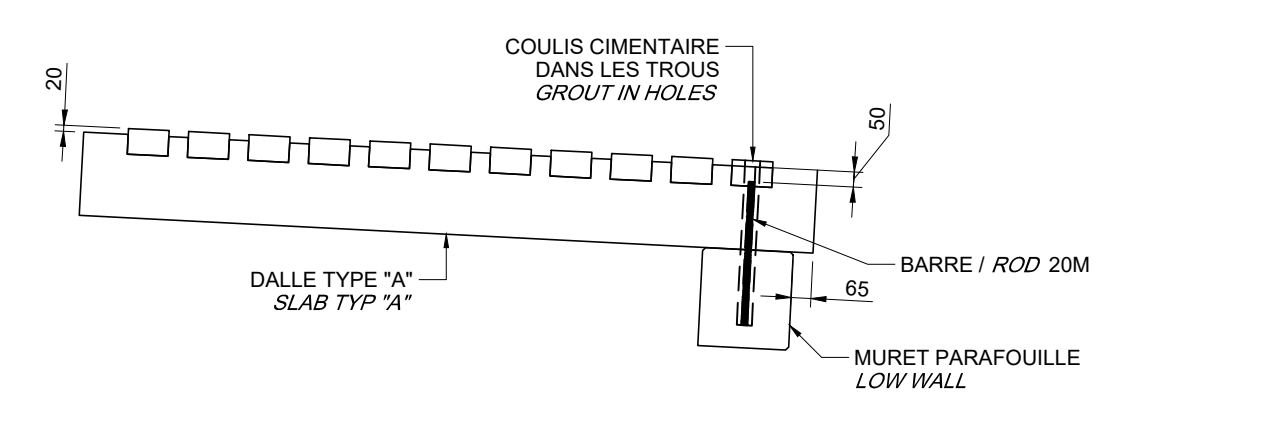 COULIS CIMENTAIRE
DANS LES TROUS
GROUT IN HOLES
20
50
BARRE / ROD 20M
DALLE TYPE "A"
SLAB TYP "A"
65
MURET PARAFOUILLE
LOW WALL